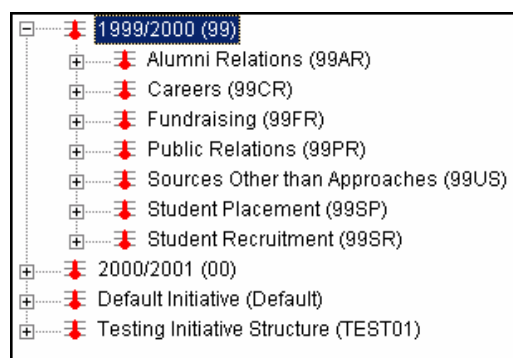 1999/2000 (99)
Alumni Relations (99AR)
Careers (99CR)
Fundraising (99FR)
Public Relations (99PR)
Sources Other than Approaches (99US)
Student Placement (99SP)
Student Recruitment (99SR)
2000/2001 (00)
Default Initiative (Default)
Testing Initiative Structure (TEST01)